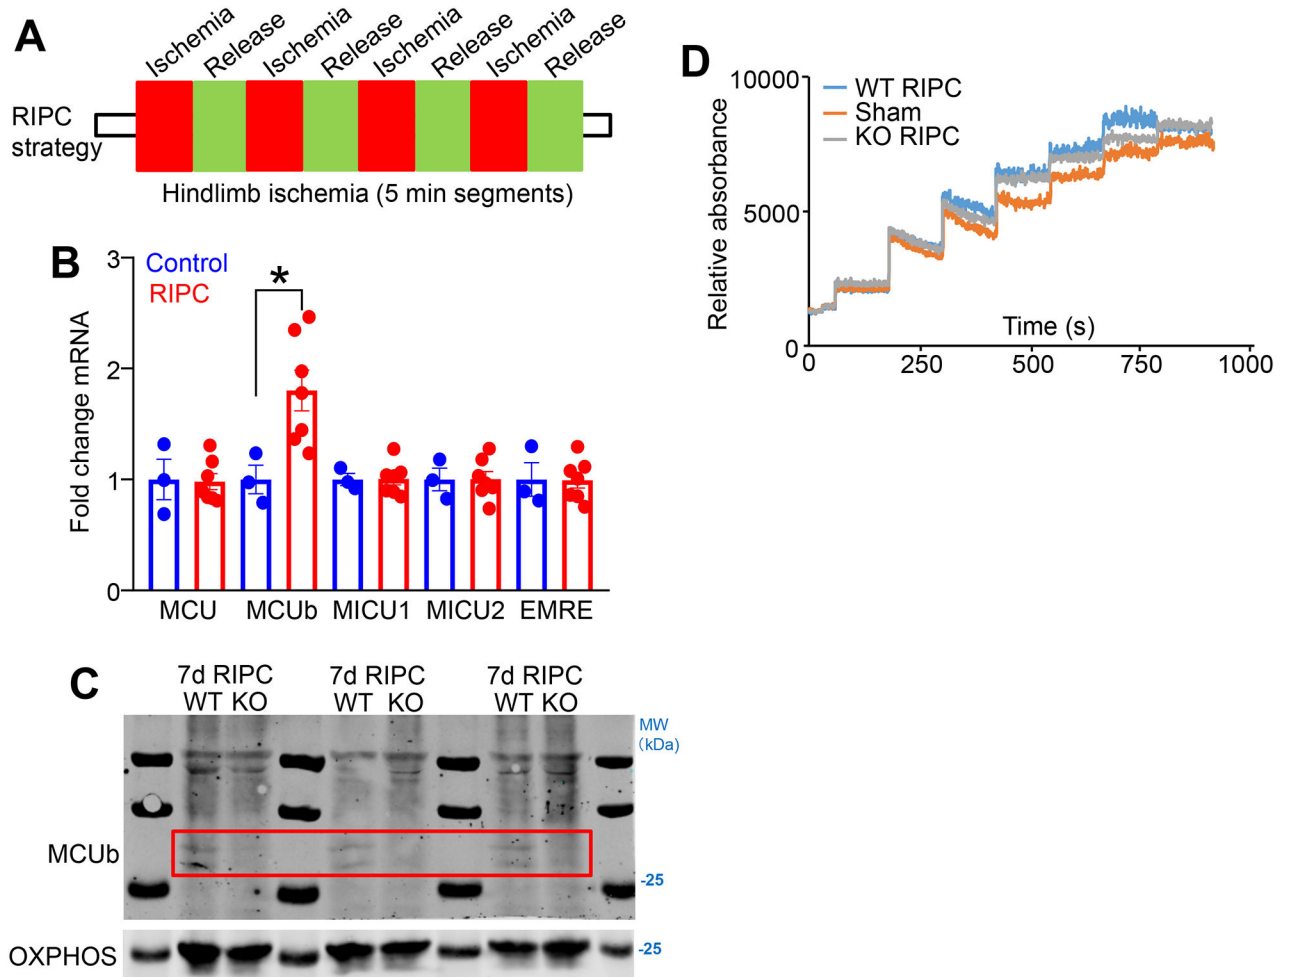 A
Ischemia Release Ischemia Release Ischemia Release Ischemia Release
RIPC
strategy
Hindlimb ischemia (5 min segments)
B
Control
RIPC
*
Fold change mRNA
3
2
1
0
MCU MCUb MICU1 MICU2 EMRE
C
7d RIPC 7d RIPC 7d RIPC
WT KO WT KO WT KO
MW
(kDa)
MCUb
-25
OXPHOS
-25
D
WT RIPC
Sham
KO RIPC
Relative absorbance
10000
5000
0
Time (s)
0 250 500 750 1000